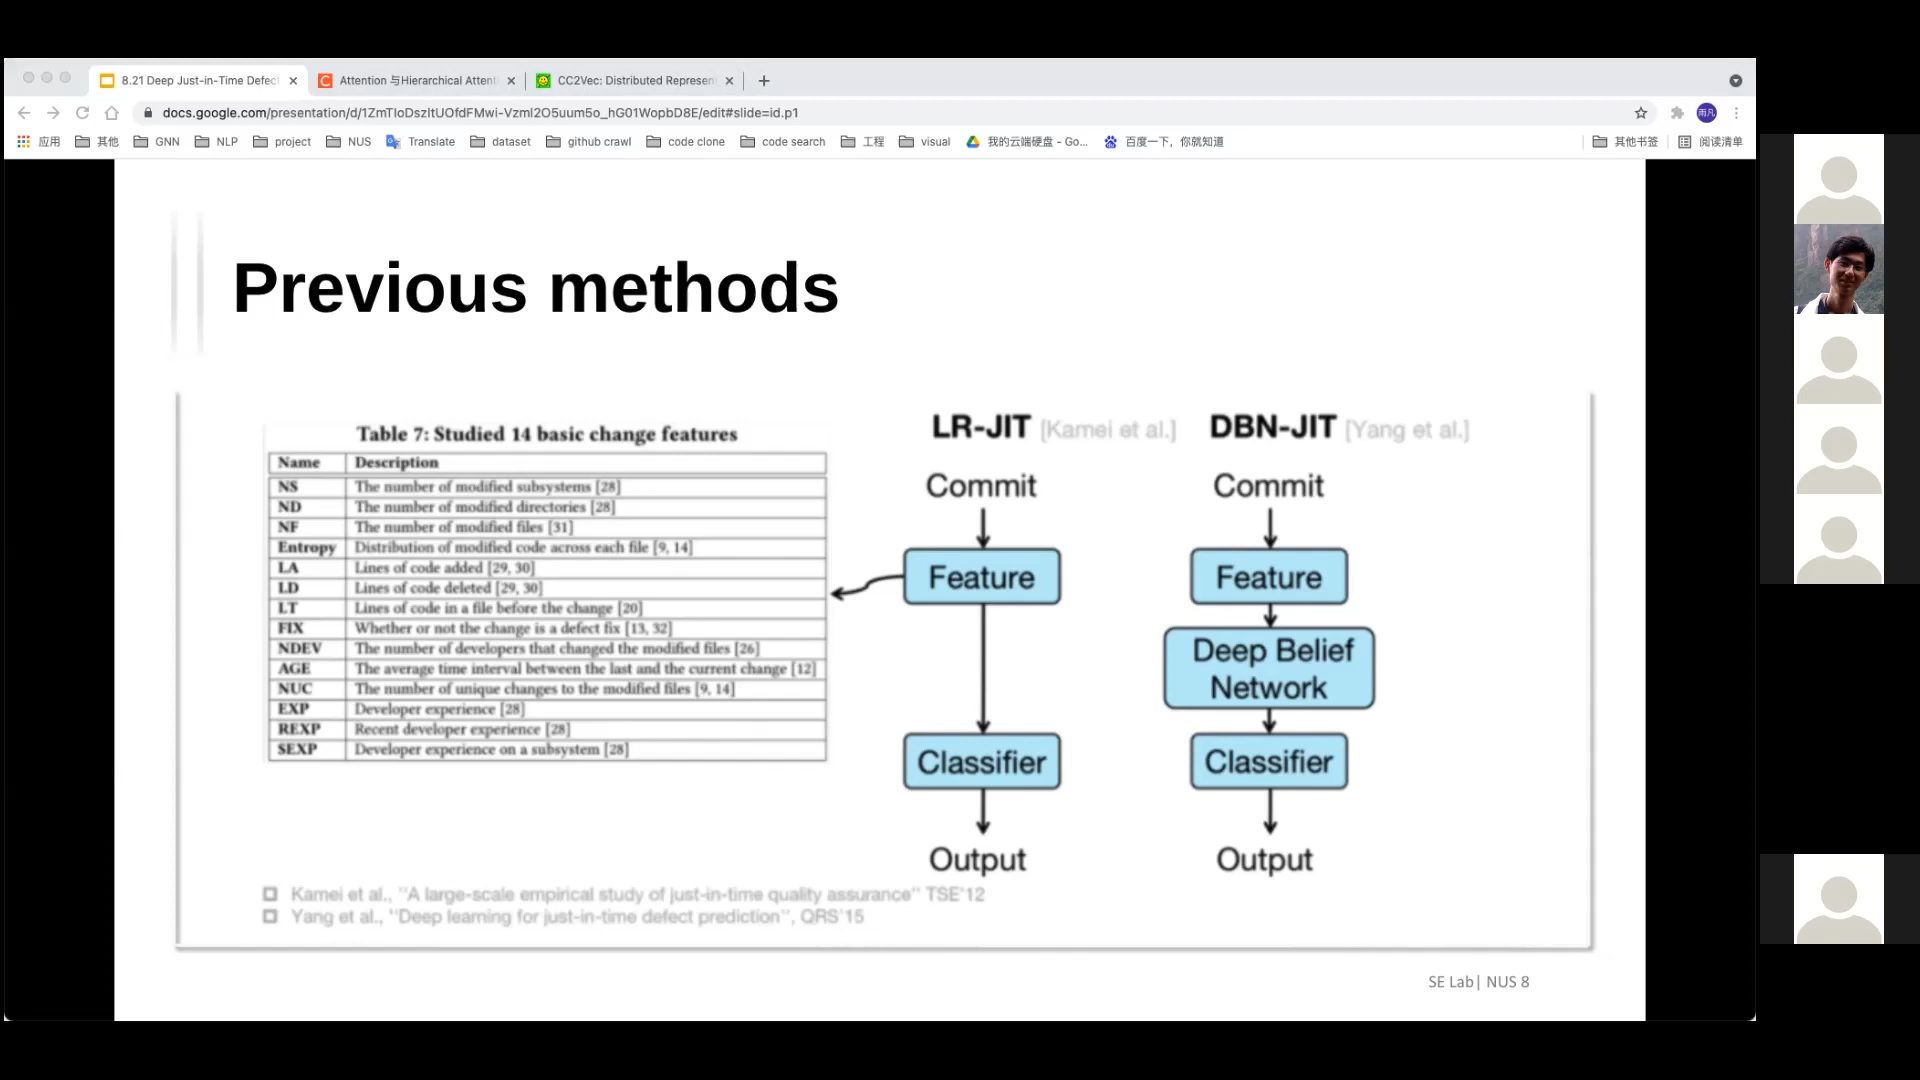 8.21 Deep Just-in-Time Defect
Attention 与Hierarchical Attent
CC2Vec: Distributed Represen
docs.google.com/presentation/d/1ZmTIoDszltUOfdFMwi-Vzml2O5uum5o_hG01WopbD8E/edit#slide=id.p1
雨凡
应用 其他 GNN NLP project NUS Translate dataset github crawl code clone code search 工程 visual 我的云端硬盘 - Go... 百度一下，你就知道 其他书签 阅读清单
Previous methods
Table 7: Studied 14 basic change features
Name Description
NS The number of modified subsystems [28]
ND The number of modified directories [28]
NF The number of modified files [31]
Entropy Distribution of modified code across each file [9, 14]
LA Lines of code added [29, 30]
LD Lines of code deleted [29, 30]
LT Lines of code in a file before the change [20]
FIX Whether or not the change is a defect fix [13, 32]
NDEV The number of developers that changed the modified files [26]
AGE The average time interval between the last and the current change [12]
NUC The number of unique changes to the modified files [9, 14]
EXP Developer experience [28]
REXP Recent developer experience [28]
SEXP Developer experience on a subsystem [28]
LR-JIT [Kamei et al.]
Commit
Feature
Classifier
Output
DBN-JIT [Yang et al.]
Commit
Feature
Deep Belief
Network
Classifier
Output
Kamei et al., "A large-scale empirical study of just-in-time quality assurance" TSE'12
Yang et al., "Deep learning for just-in-time defect prediction", QRS'15
SE Lab| NUS 8